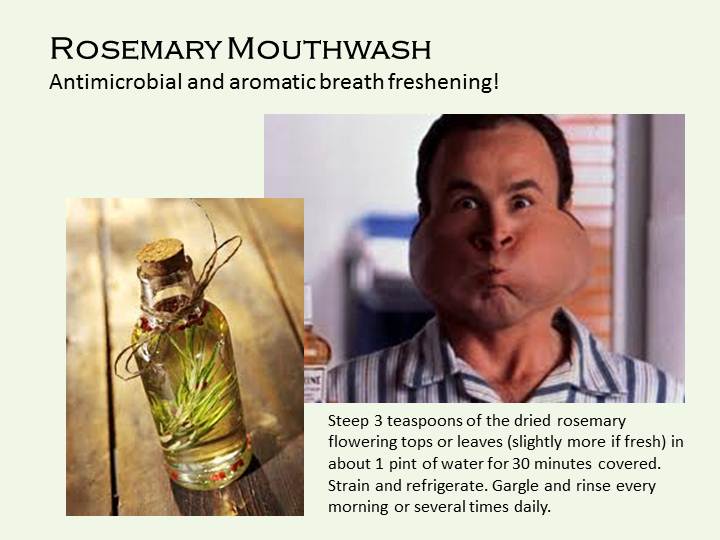 Rosemary Mouthwash
Antimicrobial and aromatic breath freshening!
Steep 3 teaspoons of the dried rosemary
flowering tops or leaves (slightly more if fresh) in
about 1 pint of water for 30 minutes covered.
Strain and refrigerate. Gargle and rinse every
morning or several times daily.